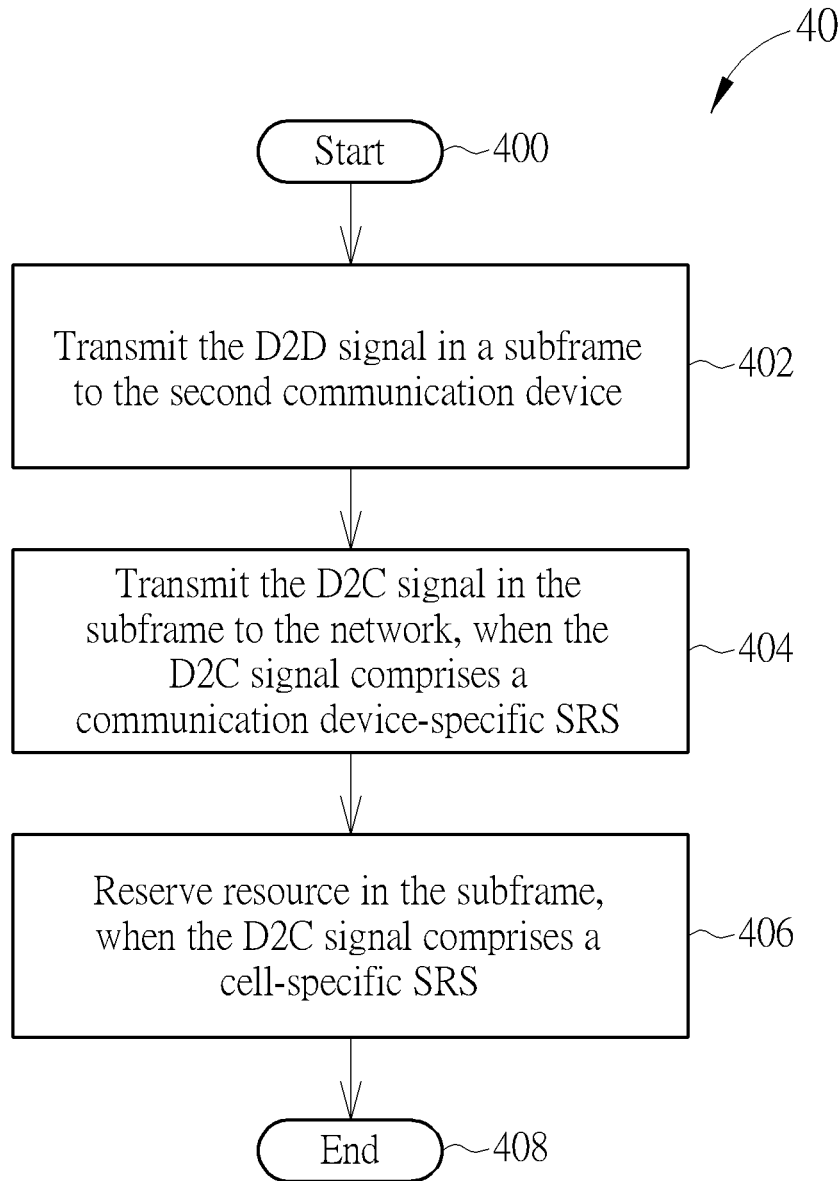 40
Start
400
Transmit the D2D signal in a subframe
to the second communication device
402
Transmit the D2C signal in the
subframe to the network, when the
D2C signal comprises a
communication device-specific SRS
404
Reserve resource in the subframe,
when the D2C signal comprises a
cell-specific SRS
406
End
408